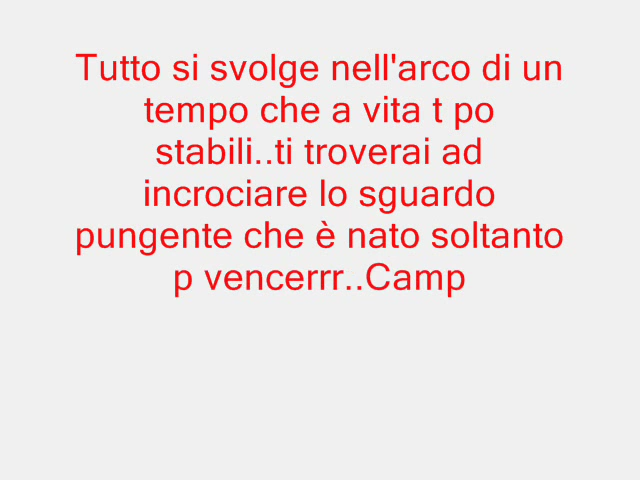 Tutto si svolge nell'arco di un
tempo che a vita t po
stabili..ti troverai ad
incrociare lo sguardo
pungente che è nato soltanto
p vencerrr..Camp